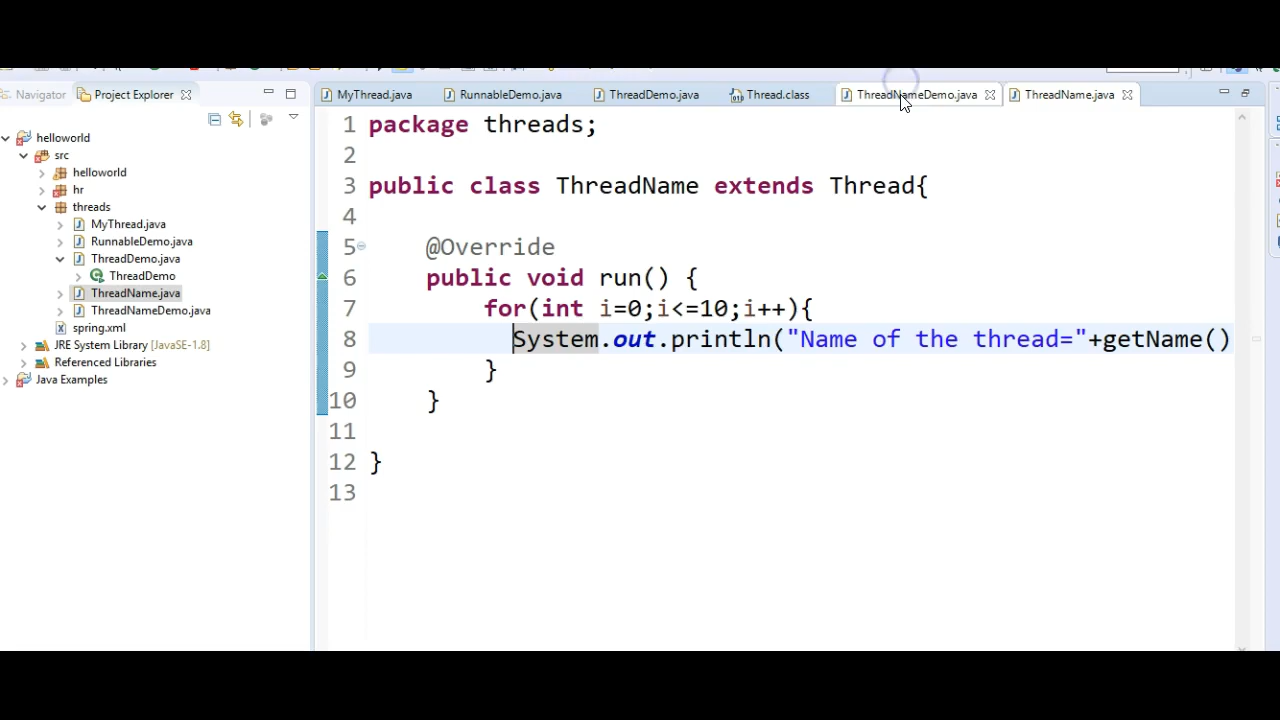 Navigator
Project Explorer
MyThread.java
RunnableDemo.java
ThreadDemo.java
Thread.class
ThreadNameDemo.java
ThreadName.java
helloworld
src
helloworld
hr
threads
MyThread.java
RunnableDemo.java
ThreadDemo.java
ThreadDemo
ThreadName.java
ThreadNameDemo.java
spring.xml
JRE System Library [JavaSE-1.8]
Referenced Libraries
Java Examples
1 package threads;
2
3 public class ThreadName extends Thread{
4
5 @Override
6 public void run() {
7 for(int i=0;i<=10;i++){
8 System.out.println("Name of the thread="+getName()
9 }
10 }
11
12 }
13